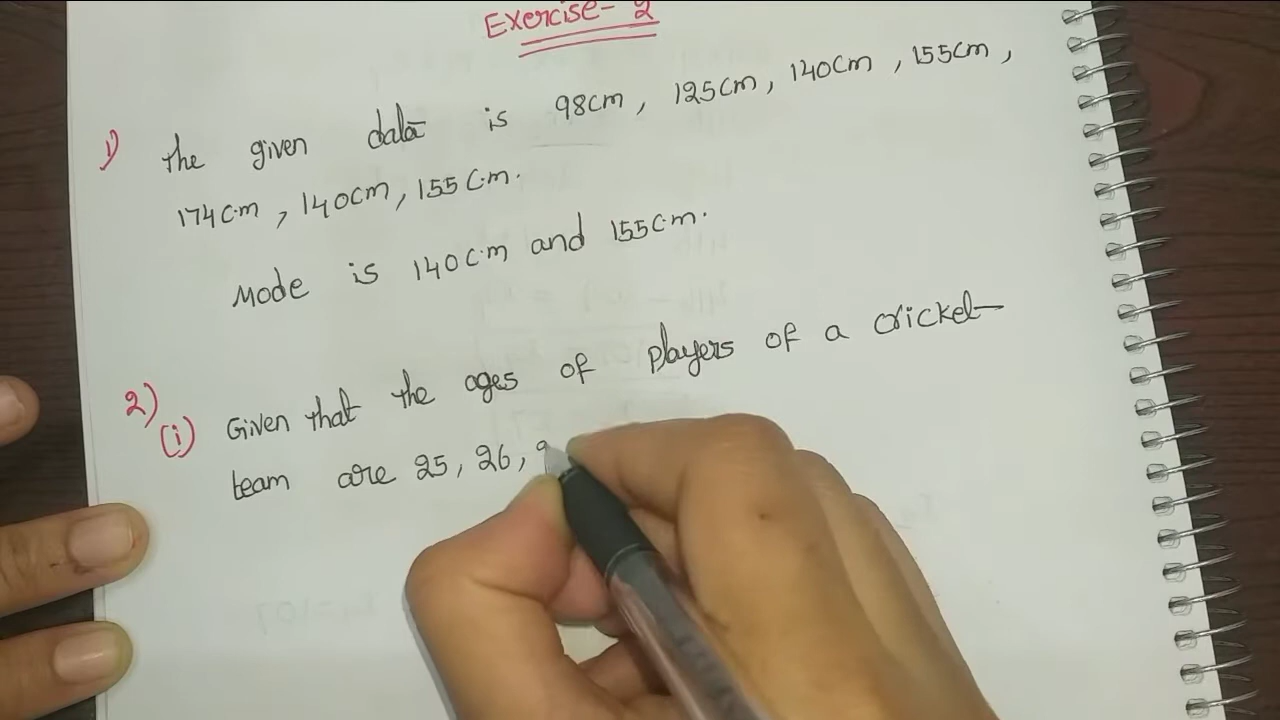 Exercise - 2
1) The given data is 98cm, 125cm, 140cm, 155cm,
174cm, 140cm, 155cm.
Mode is 140cm and 155cm.
2)
(i) Given that the ages of players of a cricket
team are 25, 26,